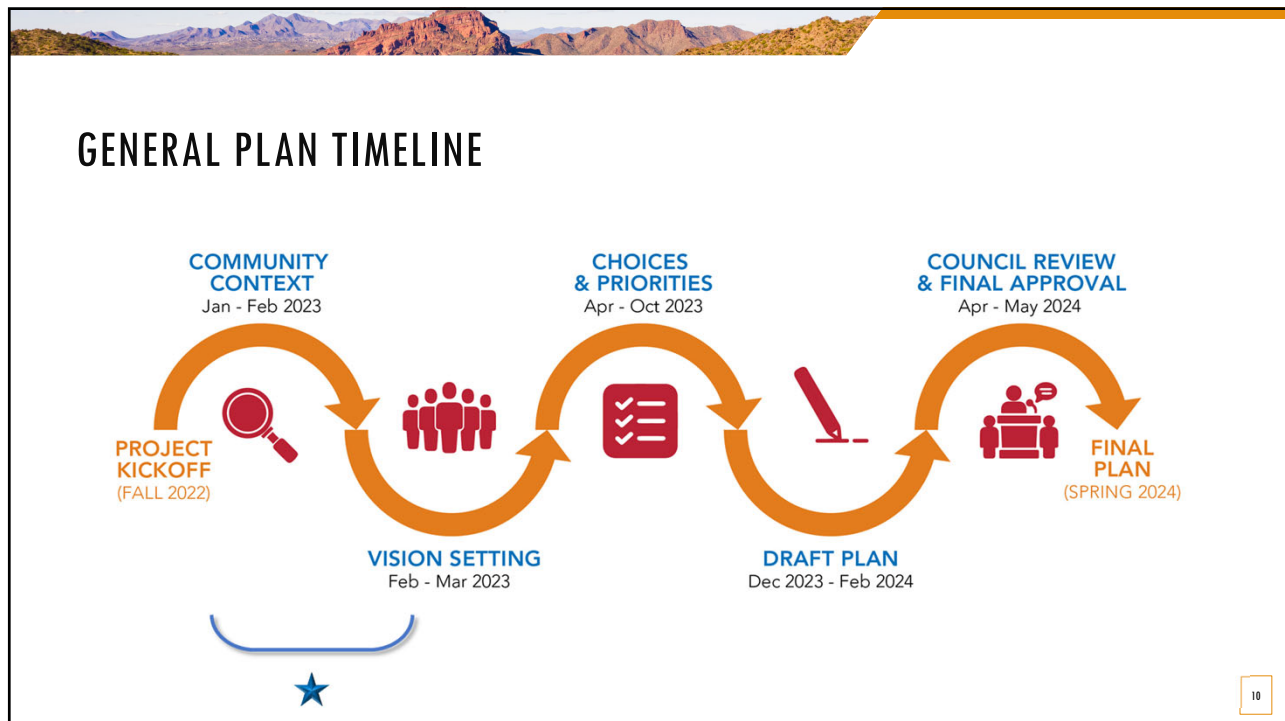 GENERAL PLAN TIMELINE
COMMUNITY
CONTEXT
Jan - Feb 2023
CHOICES
& PRIORITIES
Apr - Oct 2023
COUNCIL REVIEW
& FINAL APPROVAL
Apr - May 2024
PROJECT
KICKOFF
(FALL 2022)
FINAL
PLAN
(SPRING 2024)
VISION SETTING
Feb - Mar 2023
DRAFT PLAN
Dec 2023 - Feb 2024
10